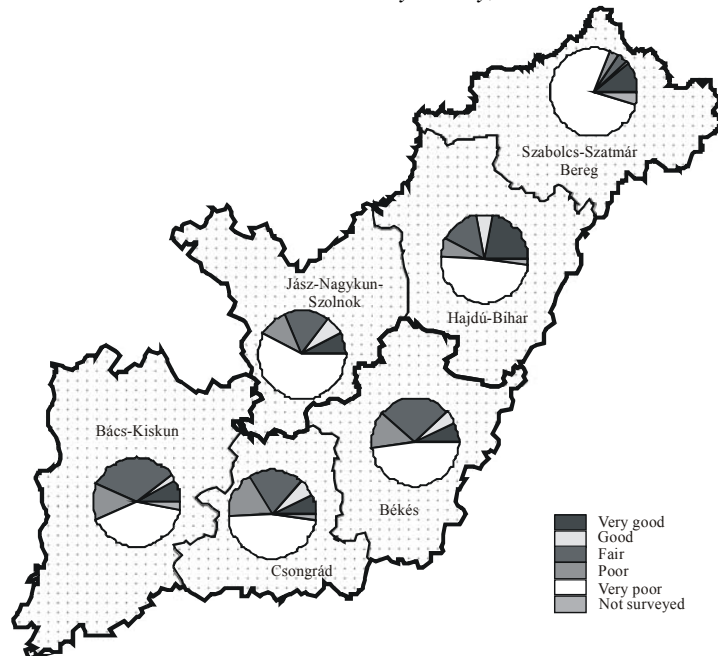 Szabolcs-Szatmár
Bereg
Hajdú-Bihar
Jász-Nagykun-
Szolnok
Bács-Kiskun
Békés
Csongrád
Very good
Good
Fair
Poor
Very poor
Not surveyed